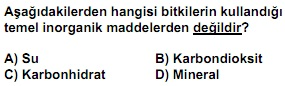 Aşağıdakilerden hangisi bitkilerin kullandığı
temel inorganik maddelerden değildir?
A) Su B) Karbondioksit
C) Karbonhidrat D) Mineral